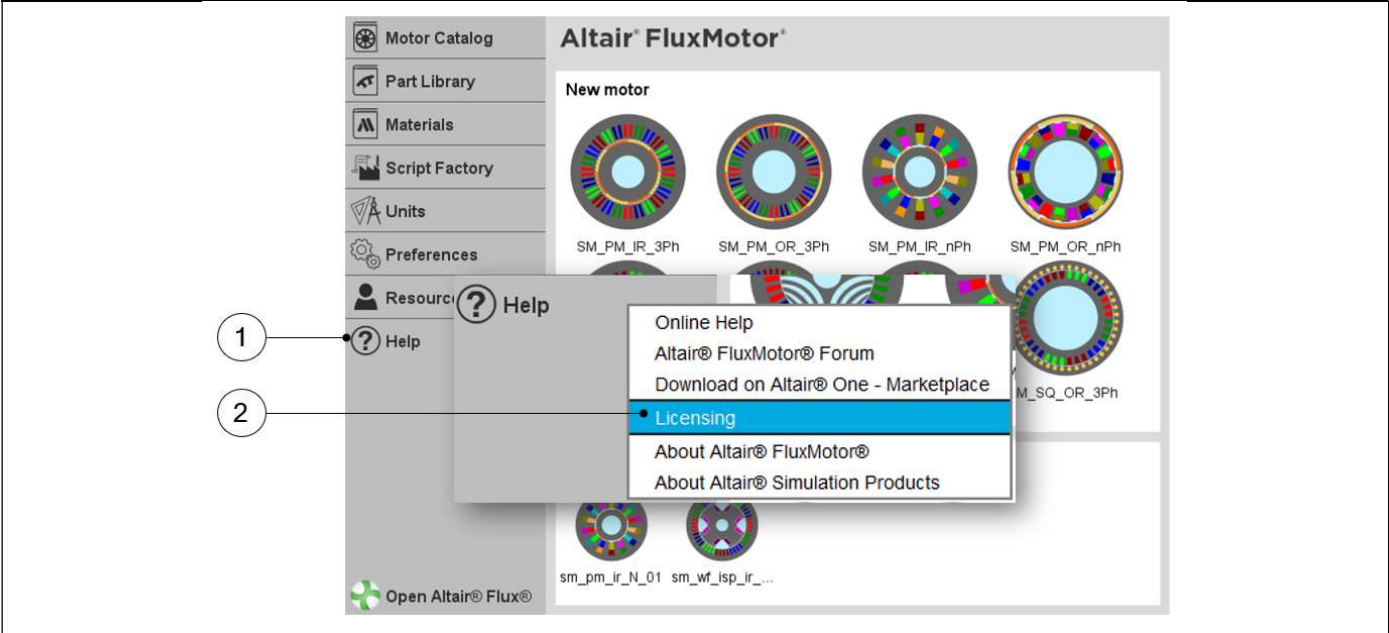 Motor Catalog
Part Library
Materials
Script Factory
Units
Preferences
Help
Open Altair® Flux®
Altair® FluxMotor®
New motor
SM_PM_IR_3Ph SM_PM_OR_3Ph SM_PM_IR_nPh SM_PM_OR_nPh
M_SQ_OR_3Ph
Help
Online Help
Altair® FluxMotor® Forum
Download on Altair® One - Marketplace
Licensing
About Altair® FluxMotor®
About Altair® Simulation Products
sm_pm_ir_N_01 sm_wf_isp_ir_...
1
2